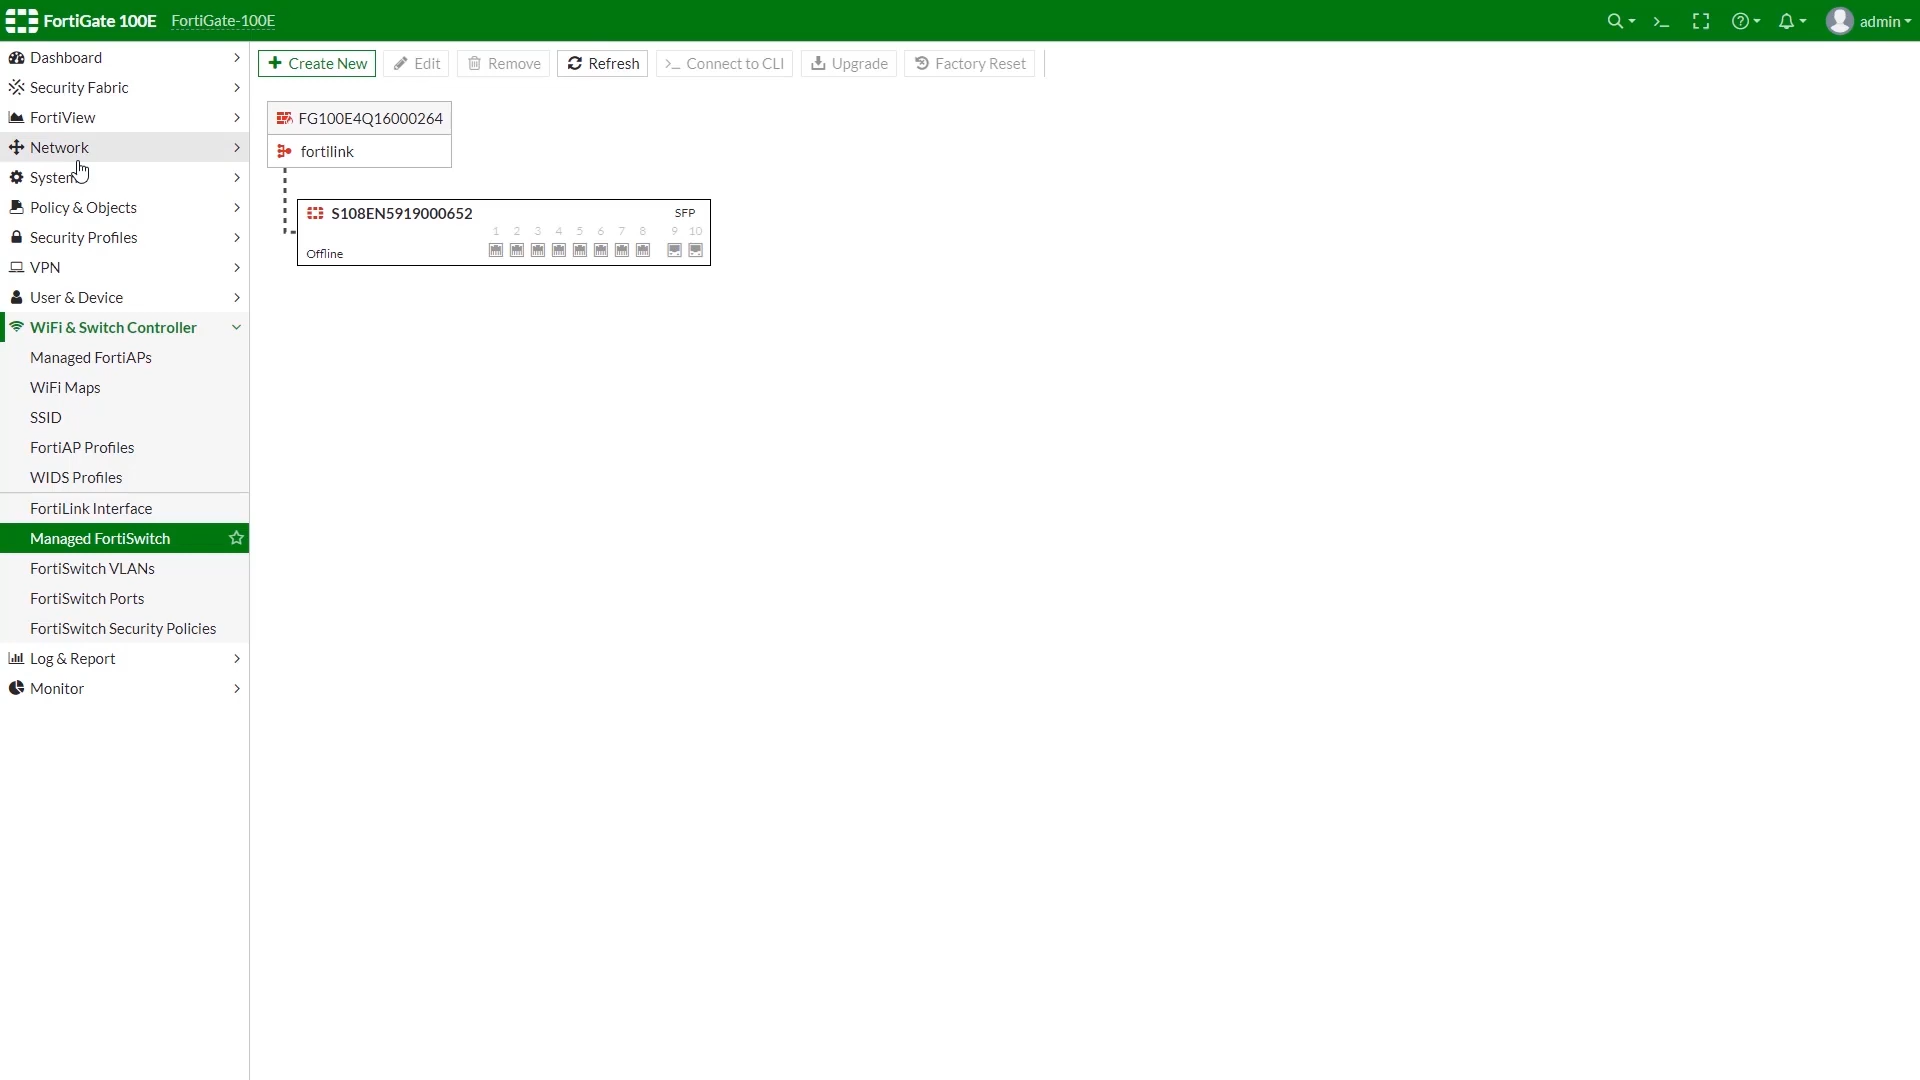 FortiGate 100E FortiGate-100E admin
Dashboard
Security Fabric
FortiView
Network
System
Policy & Objects
Security Profiles
VPN
User & Device
WiFi & Switch Controller
Managed FortiAPs
WiFi Maps
SSID
FortiAP Profiles
WIDS Profiles
FortiLink Interface
Managed FortiSwitch
FortiSwitch VLANs
FortiSwitch Ports
FortiSwitch Security Policies
Log & Report
Monitor
Create New Edit Remove Refresh >_ Connect to CLI Upgrade Factory Reset
FG100E4Q16000264
fortilink
S108EN5919000652 SFP
1 2 3 4 5 6 7 8 9 10
Offline